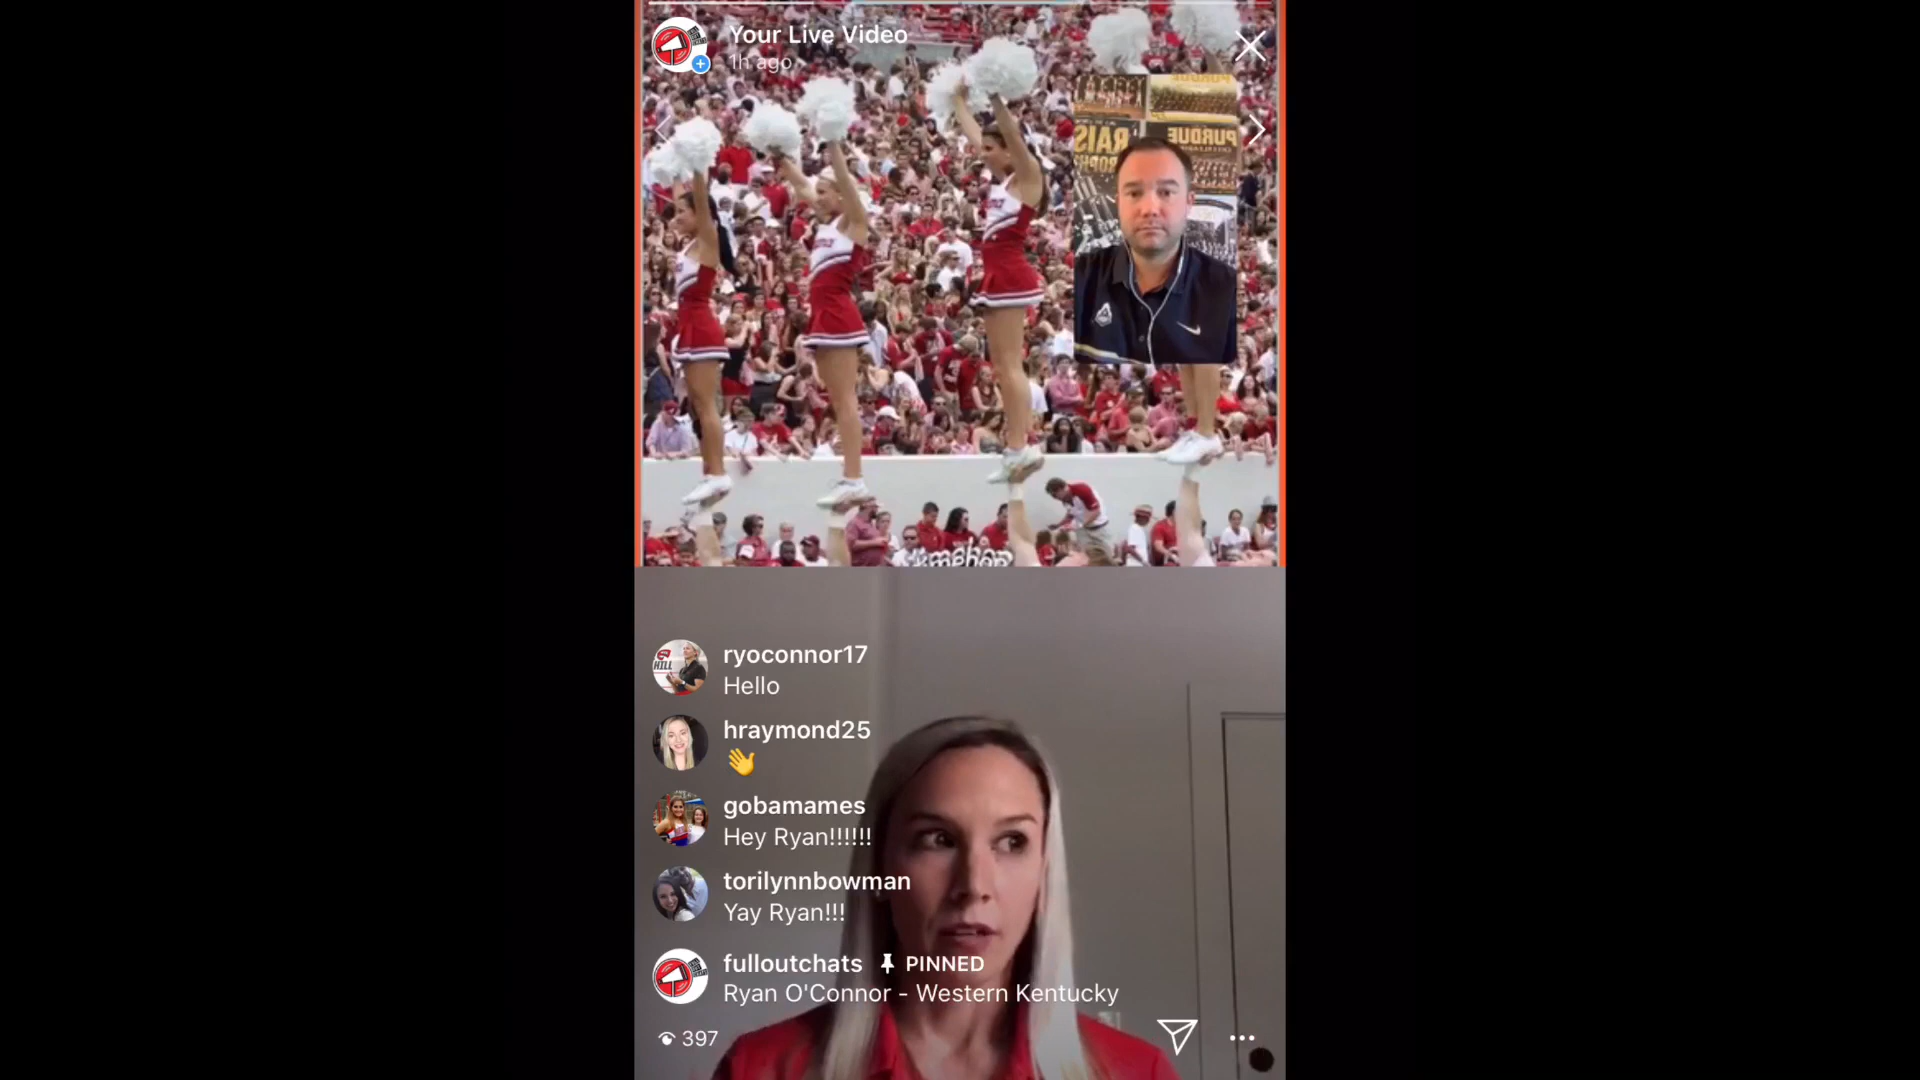 Your Live Video
1h ago
PURDUE
ryoconnor17
Hello
hraymond25
👋
gobamames
Hey Ryan!!!!!!
torilynnbowman
Yay Ryan!!!
fulloutchats PINNED
Ryan O'Connor - Western Kentucky
397
HILL